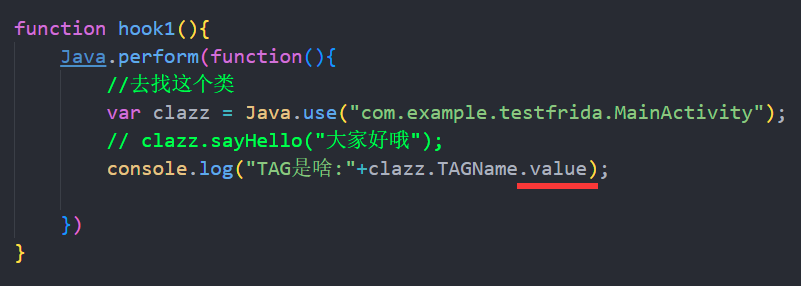 function hook1(){
Java.perform(function(){
//去找这个类
var clazz = Java.use("com.example.testfrida.MainActivity");
// clazz.sayHello("大家好哦");
console.log("TAG是啥:"+clazz.TAGName.value);
})
}